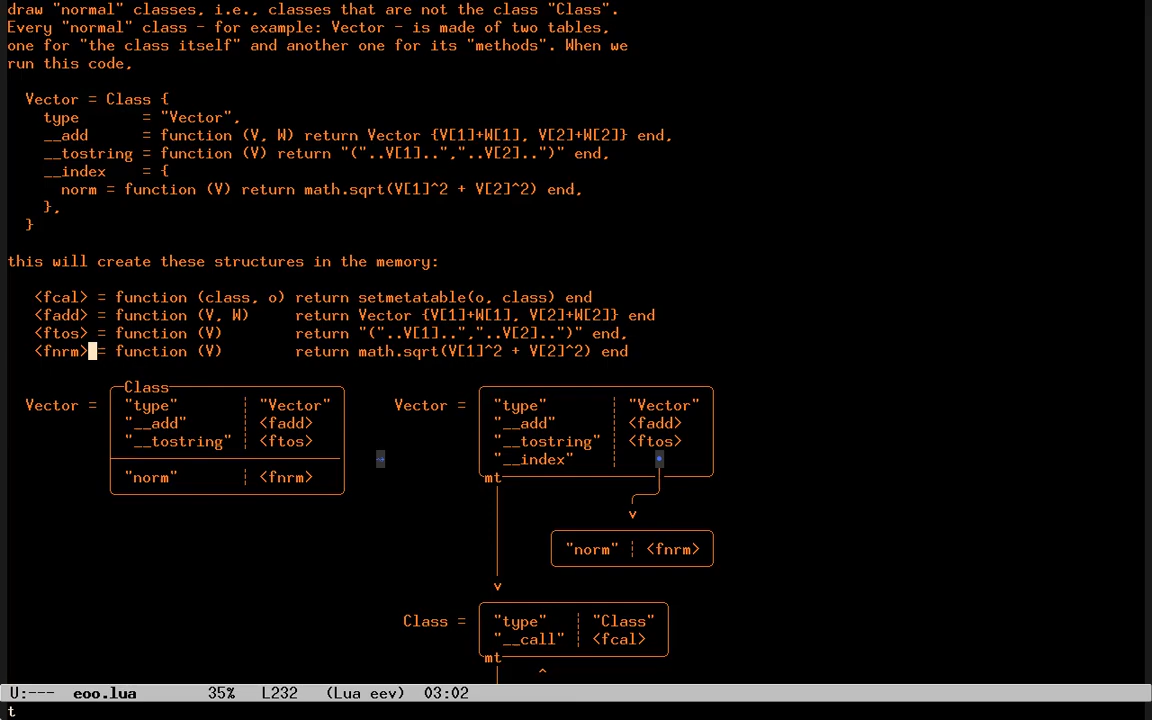 draw "normal" classes, i.e., classes that are not the class "Class".
Every "normal" class - for example: Vector - is made of two tables,
one for "the class itself" and another one for its "methods". When we
run this code,
Vector = Class {
type       = "Vector",
__add      = function (V, W) return Vector {V[1]+W[1], V[2]+W[2]} end,
__tostring = function (V) return "("..V[1]..","..V[2]..")" end,
__index    = {
norm = function (V) return math.sqrt(V[1]^2 + V[2]^2) end,
},
}
this will create these structures in the memory:
<fcal> = function (class, o) return setmetatable(o, class) end
<fadd> = function (V, W)     return Vector {V[1]+W[1], V[2]+W[2]} end
<ftos> = function (V)        return "("..V[1]..","..V[2]..")" end,
<fnrm> = function (V)        return math.sqrt(V[1]^2 + V[2]^2) end
Class
Vector = "type" ¦ "Vector" Vector = "type" ¦ "Vector"
"__add" ¦ <fadd> "__add" ¦ <fadd>
"__tostring" ¦ <ftos> "__tostring" ¦ <ftos>
"__index" ¦
"norm" ¦ <fnrm> mt
v
"norm" ¦ <fnrm>
v
Class = "type" ¦ "Class"
"__call" ¦ <fcal>
mt
^
U:---  eoo.lua        35%   L232   (Lua eev)  03:02
t